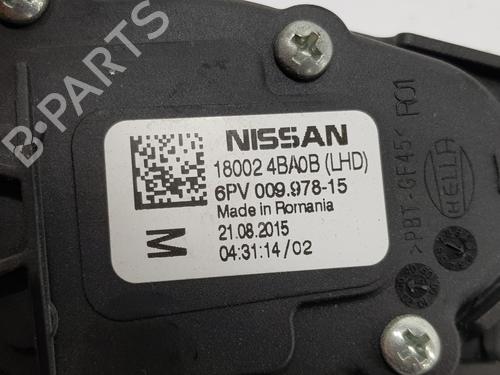 B-PARTS
NISSAN
18002 4BA0B (LHD)
6PV 009.978-15
Made in Romania
21.08.2015
04:31:14/02
M
>PBT-GF45<
R01
HELLA